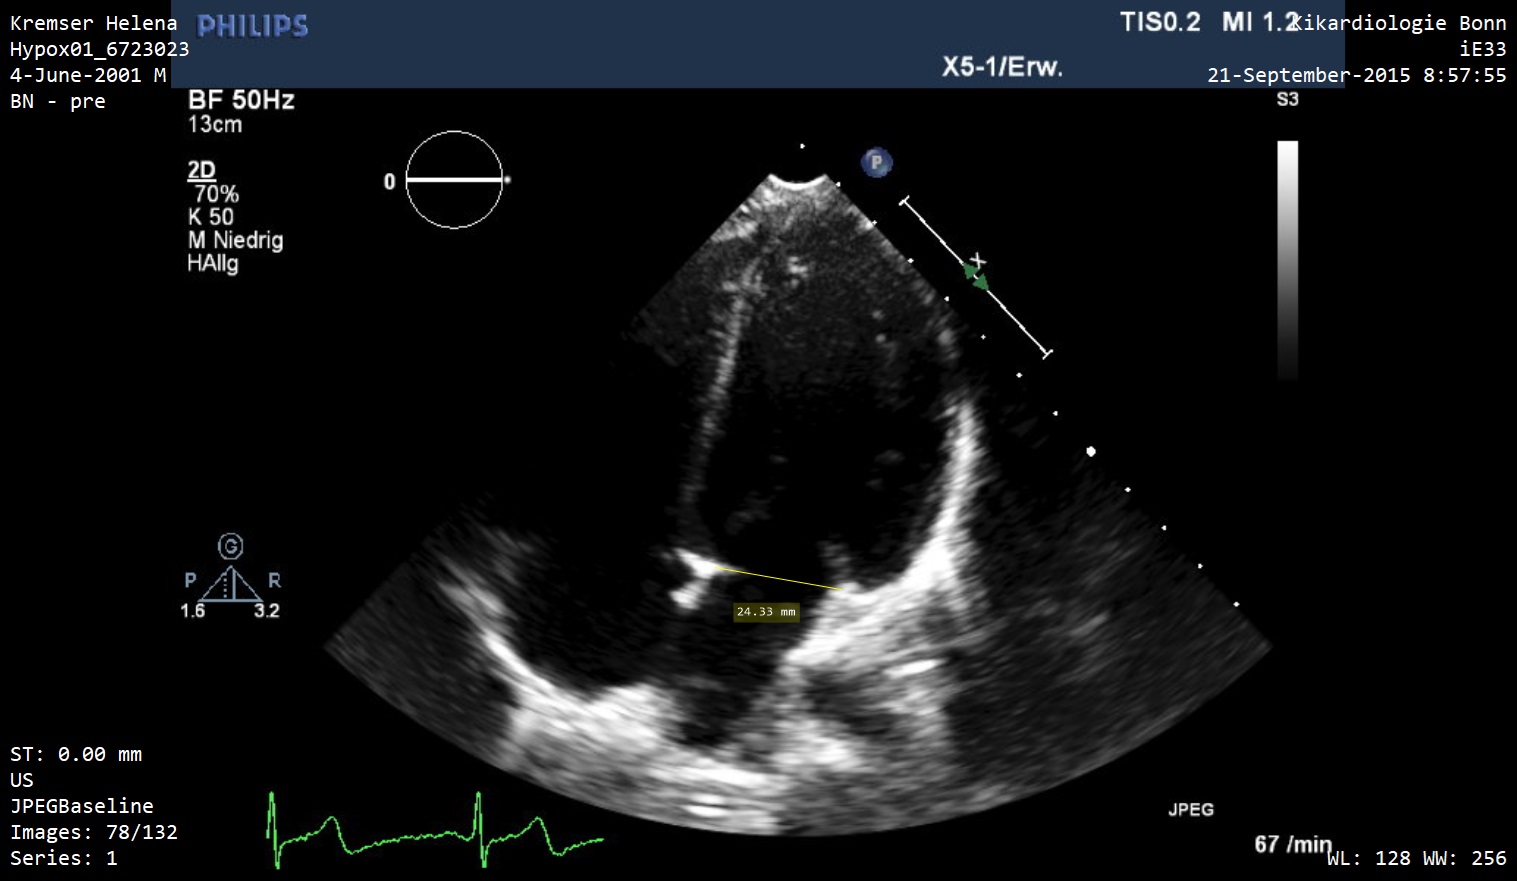 Kremser Helena
Hypox01_6723023
4-June-2001 M
BN - pre
PHILIPS
TIS0.2 MI 1.2
X5-1/Erw.
Kikardiologie Bonn
iE33
21-September-2015 8:57:55
BF 50Hz
13cm
2D
70%
K 50
M Niedrig
HAllg
0
P
X
S3
24.33 mm
G
P R
1.6 3.2
ST: 0.00 mm
US
JPEGBaseline
Images: 78/132
Series: 1
JPEG
67 /min
WL: 128 WW: 256